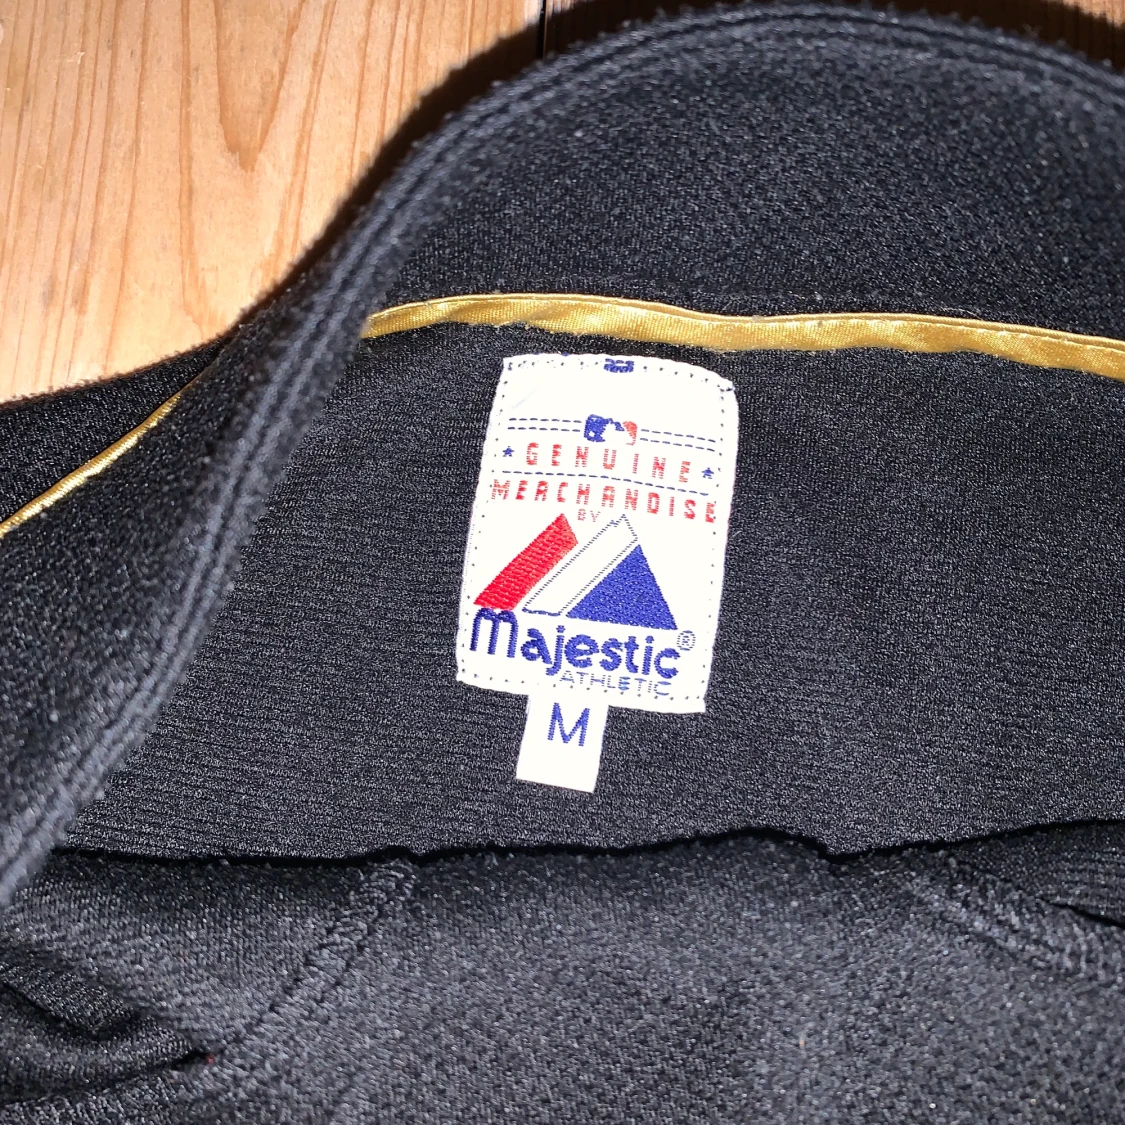 GENUINE
MERCHANDISE
BY
Majestic®
ATHLETIC
M